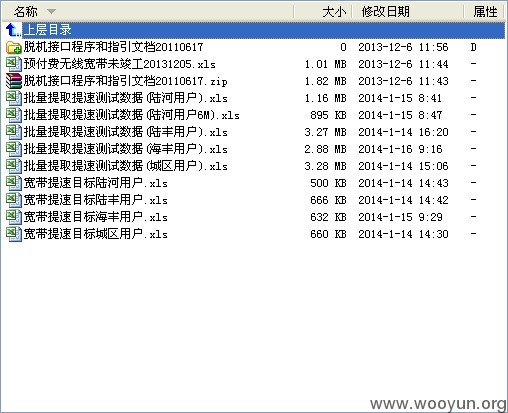 名称 大小 修改日期 属性
上层目录
脱机接口程序和指引文档20110617 0 2013-12-6 11:56 D
预付费无线宽带未竣工20131205.xls 1.01 MB 2013-12-6 11:44 -
脱机接口程序和指引文档20110617.zip 1.82 MB 2013-12-6 11:43 -
批量提取提速测试数据(陆河用户).xls 1.16 MB 2014-1-15 8:41 -
批量提取提速测试数据(陆河用户6M).xls 895 KB 2014-1-15 8:47 -
批量提取提速测试数据(陆丰用户).xls 3.27 MB 2014-1-14 16:20 -
批量提取提速测试数据(海丰用户).xls 2.88 MB 2014-1-16 9:16 -
批量提取提速测试数据(城区用户).xls 3.28 MB 2014-1-14 15:06 -
宽带提速目标陆河用户.xls 500 KB 2014-1-14 14:43 -
宽带提速目标陆丰用户.xls 666 KB 2014-1-14 14:42 -
宽带提速目标海丰用户.xls 632 KB 2014-1-15 9:29 -
宽带提速目标城区用户.xls 660 KB 2014-1-14 14:30 -
www.wooyun.org